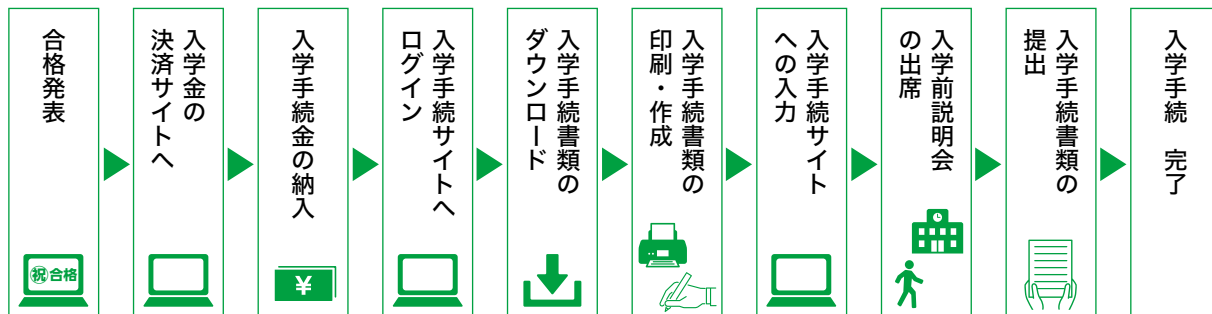 合格発表
㊗合格
入学金の
決済サイトへ
入学手続金の納入
¥
入学手続サイトへ
ログイン
入学手続書類の
ダウンロード
入学手続書類の
印刷・作成
入学手続サイト
への入力
入学前説明会
の出席
入学手続書類の
提出
入学手続　完了